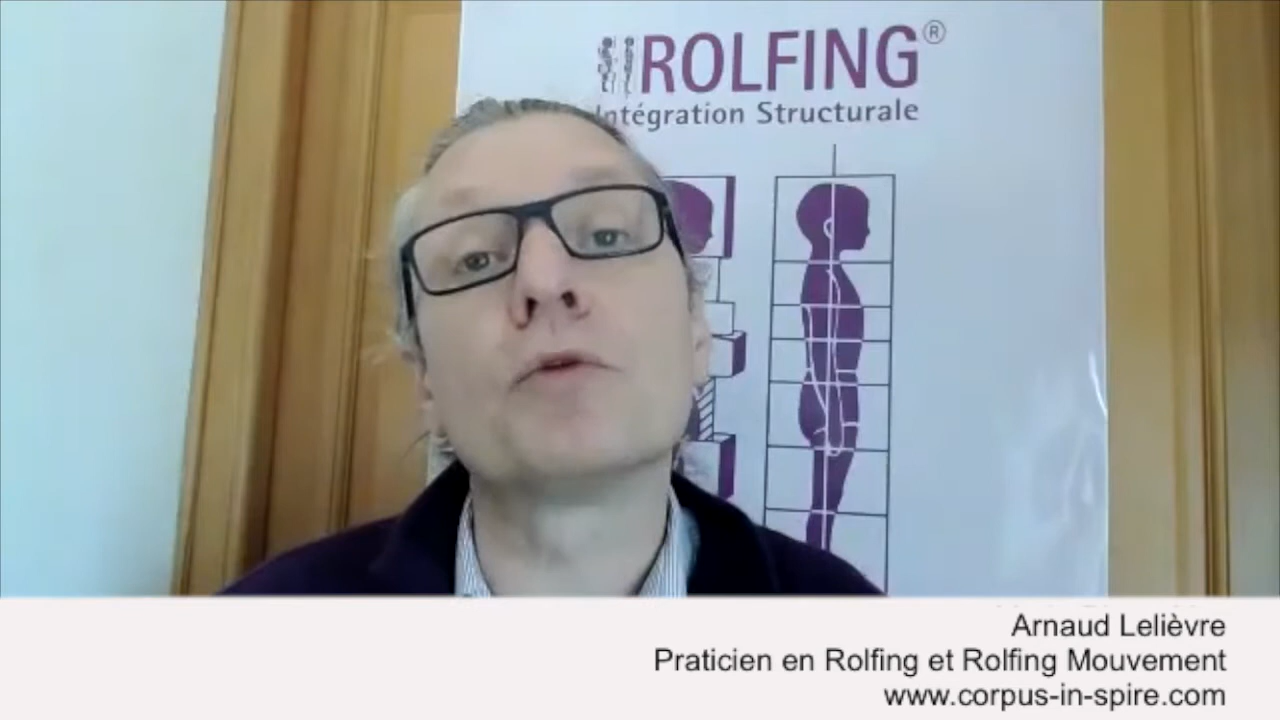 ROLFING®
Intégration Structurale
Arnaud Lelièvre
Praticien en Rolfing et Rolfing Mouvement
www.corpus-in-spire.com